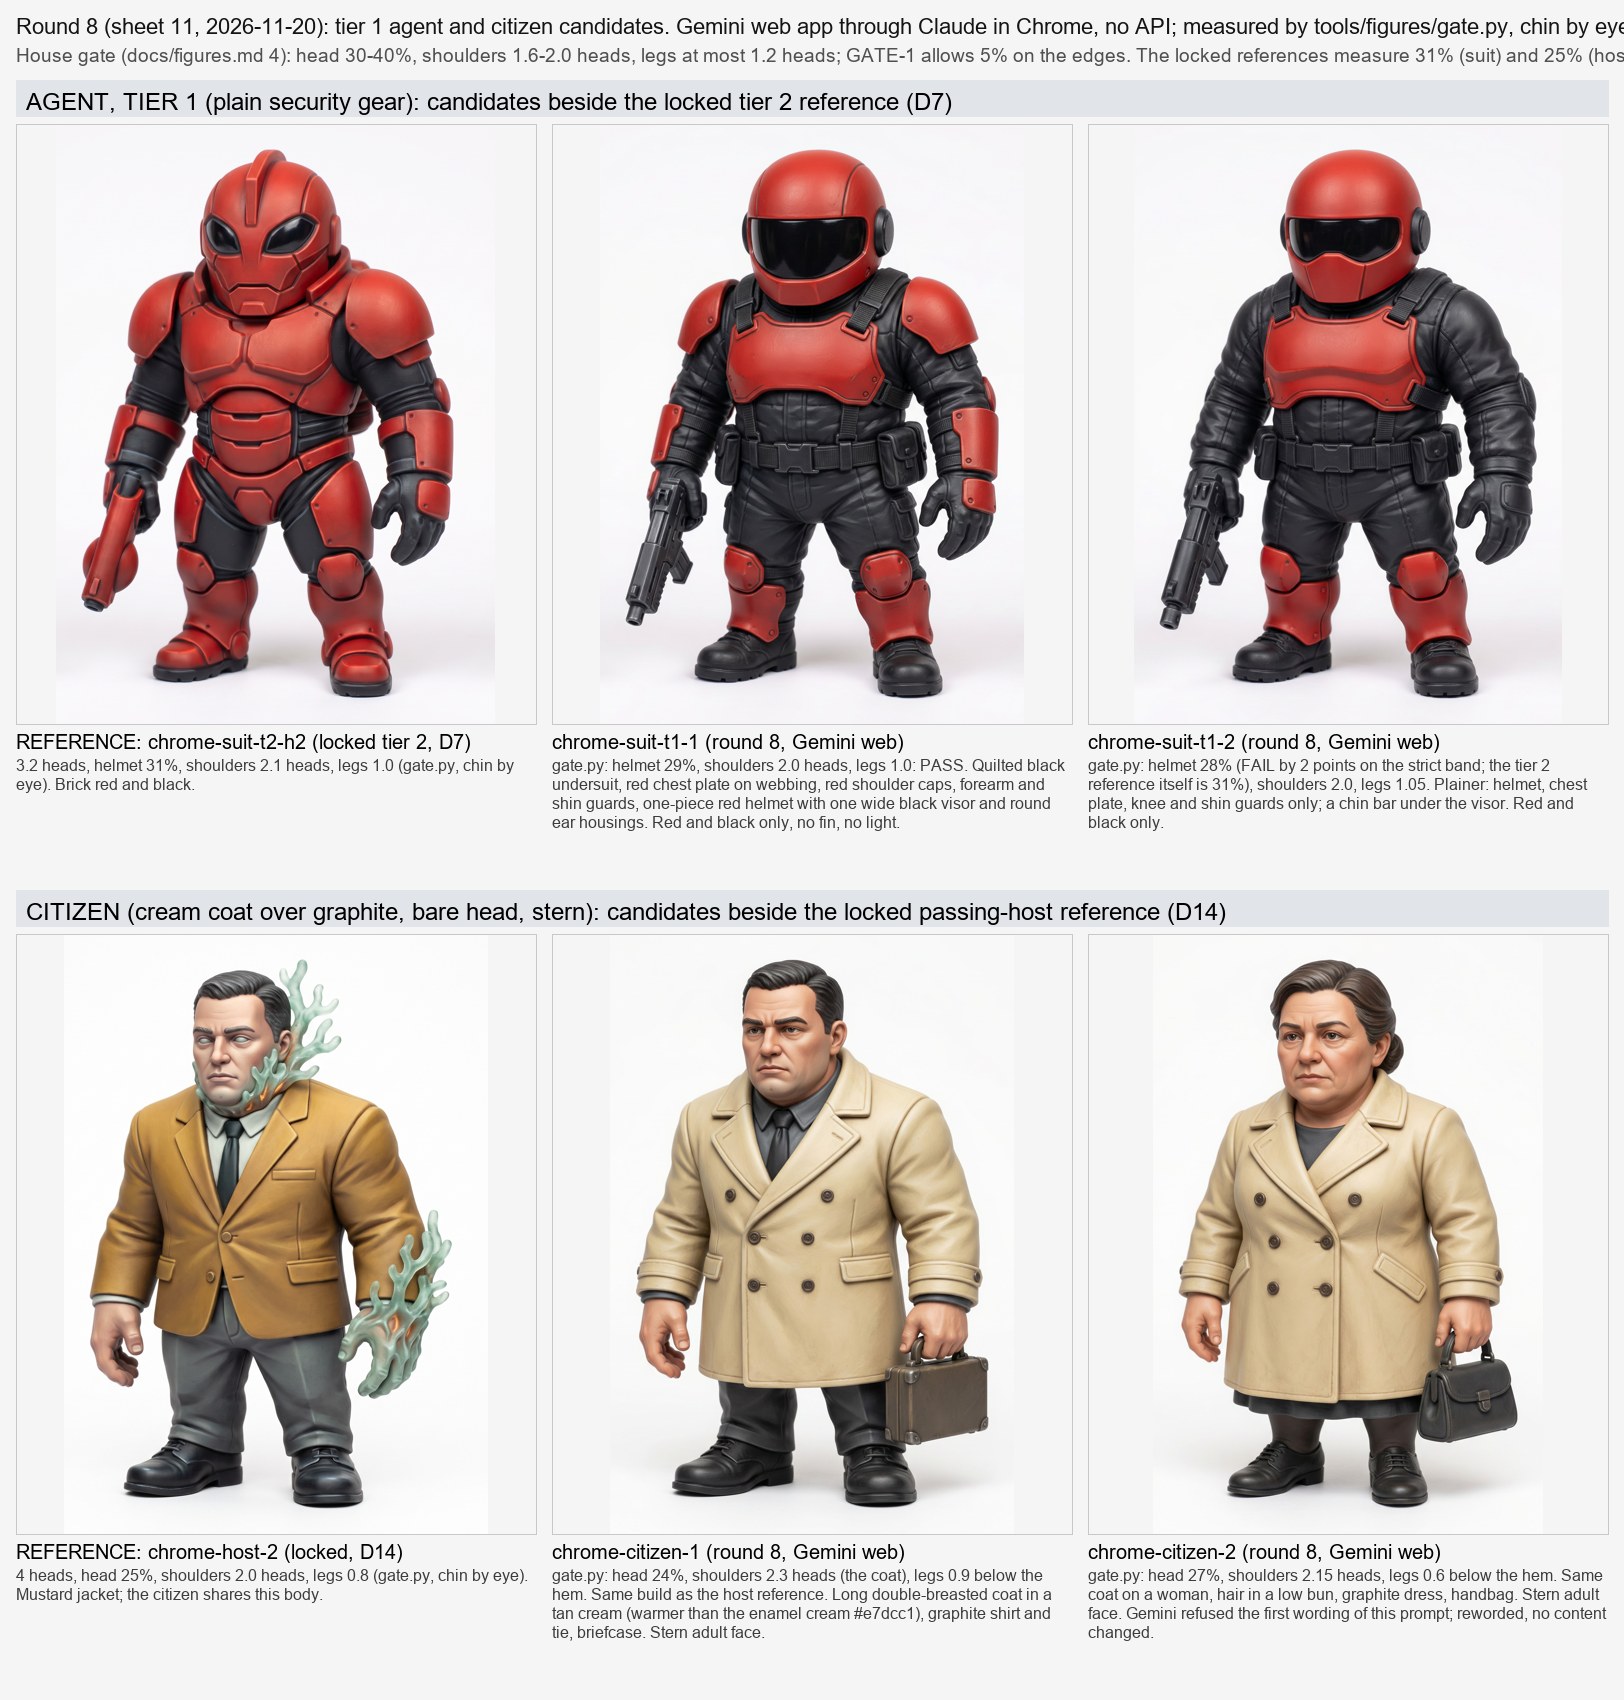 Round 8 (sheet 11, 2026-11-20): tier 1 agent and citizen candidates. Gemini web app through Claude in Chrome, no API; measured by tools/figures/gate.py, chin by eye
House gate (docs/figures.md 4): head 30-40%, shoulders 1.6-2.0 heads, legs at most 1.2 heads; GATE-1 allows 5% on the edges. The locked references measure 31% (suit) and 25% (hos
AGENT, TIER 1 (plain security gear): candidates beside the locked tier 2 reference (D7)
REFERENCE: chrome-suit-t2-h2 (locked tier 2, D7)
3.2 heads, helmet 31%, shoulders 2.1 heads, legs 1.0 (gate.py, chin by
eye). Brick red and black.
chrome-suit-t1-1 (round 8, Gemini web)
gate.py: helmet 29%, shoulders 2.0 heads, legs 1.0: PASS. Quilted black
undersuit, red chest plate on webbing, red shoulder caps, forearm and
shin guards, one-piece red helmet with one wide black visor and round
ear housings. Red and black only, no fin, no light.
chrome-suit-t1-2 (round 8, Gemini web)
gate.py: helmet 28% (FAIL by 2 points on the strict band; the tier 2
reference itself is 31%), shoulders 2.0, legs 1.05. Plainer: helmet, chest
plate, knee and shin guards only; a chin bar under the visor. Red and
black only.
CITIZEN (cream coat over graphite, bare head, stern): candidates beside the locked passing-host reference (D14)
REFERENCE: chrome-host-2 (locked, D14)
4 heads, head 25%, shoulders 2.0 heads, legs 0.8 (gate.py, chin by eye).
Mustard jacket; the citizen shares this body.
chrome-citizen-1 (round 8, Gemini web)
gate.py: head 24%, shoulders 2.3 heads (the coat), legs 0.9 below the
hem. Same build as the host reference. Long double-breasted coat in a
tan cream (warmer than the enamel cream #e7dcc1), graphite shirt and
tie, briefcase. Stern adult face.
chrome-citizen-2 (round 8, Gemini web)
gate.py: head 27%, shoulders 2.15 heads, legs 0.6 below the hem. Same
coat on a woman, hair in a low bun, graphite dress, handbag. Stern adult
face. Gemini refused the first wording of this prompt; reworded, no content
changed.